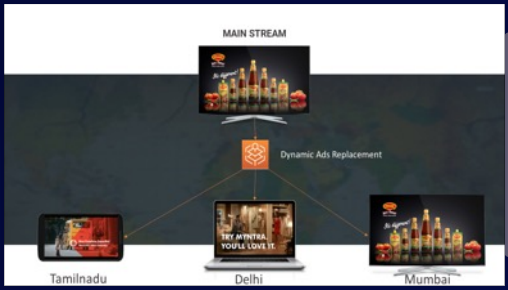 MAIN STREAM
Dynamic Ads Replacement
TRY MYNTRA.
YOU'LL LOVE IT.
Tamilnadu
Delhi
Mumbai